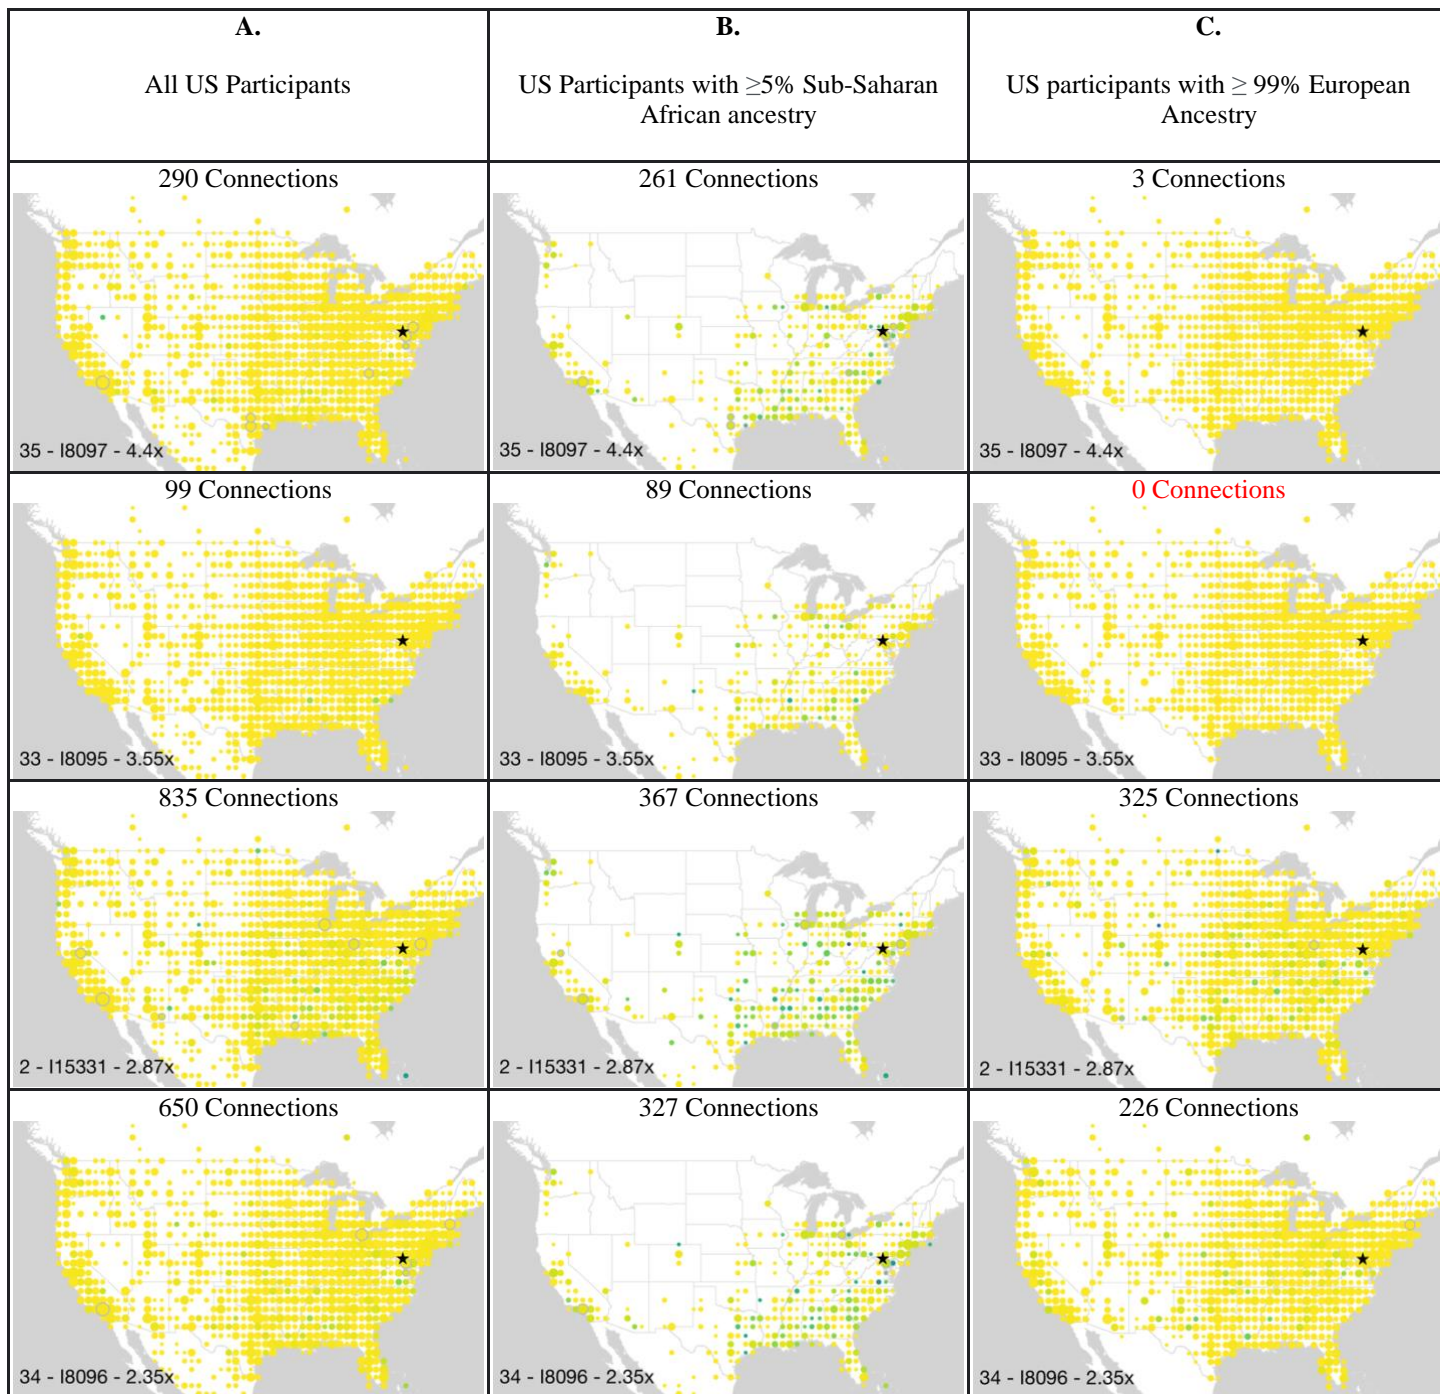 A.
All US Participants
B.
US Participants with ≥5% Sub-Saharan
African ancestry
C.
US participants with ≥ 99% European
Ancestry
290 Connections
35 - I8097 - 4.4x
261 Connections
35 - I8097 - 4.4x
3 Connections
35 - I8097 - 4.4x
99 Connections
33 - I8095 - 3.55x
89 Connections
33 - I8095 - 3.55x
0 Connections
33 - I8095 - 3.55x
835 Connections
2 - I15331 - 2.87x
367 Connections
2 - I15331 - 2.87x
325 Connections
2 - I15331 - 2.87x
650 Connections
34 - I8096 - 2.35x
327 Connections
34 - I8096 - 2.35x
226 Connections
34 - I8096 - 2.35x